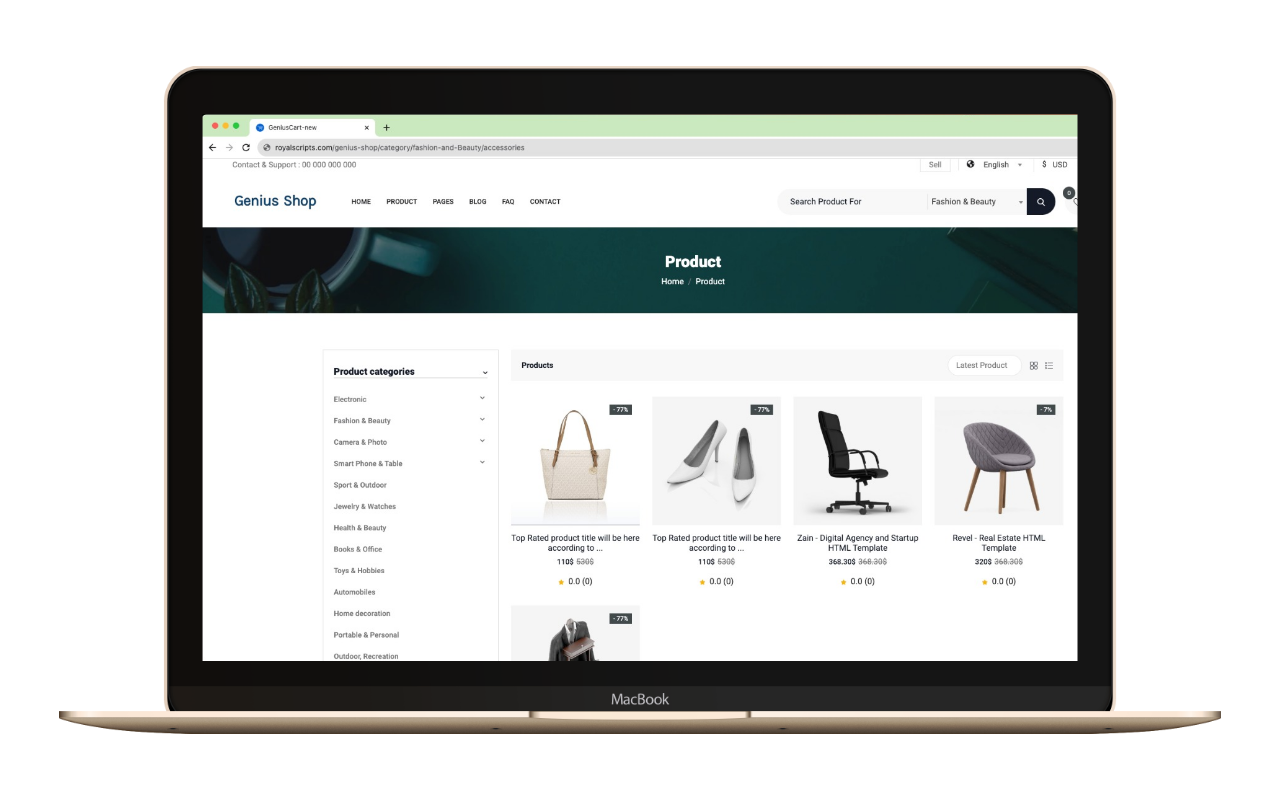 GeniusCart-new
royalscripts.com/genius-shop/category/fashion-and-Beauty/accessories
Contact & Support : 00 000 000 000
Sell
English
$ USD
Genius Shop
HOME
PRODUCT
PAGES
BLOG
FAQ
CONTACT
Search Product For
Fashion & Beauty
0
Product
Home / Product
Product categories
Electronic
Fashion & Beauty
Camera & Photo
Smart Phone & Table
Sport & Outdoor
Jewelry & Watches
Health & Beauty
Books & Office
Toys & Hobbies
Automobiles
Home decoration
Portable & Personal
Outdoor, Recreation
Products
Latest Product
- 77%
Top Rated product title will be here
according to ...
110$ 530$
0.0 (0)
- 77%
Top Rated product title will be here
according to ...
110$ 530$
0.0 (0)
Zain - Digital Agency and Startup
HTML Template
368.30$ 368.30$
0.0 (0)
- 7%
Revel - Real Estate HTML
Template
320$ 368.30$
0.0 (0)
- 77%
MacBook